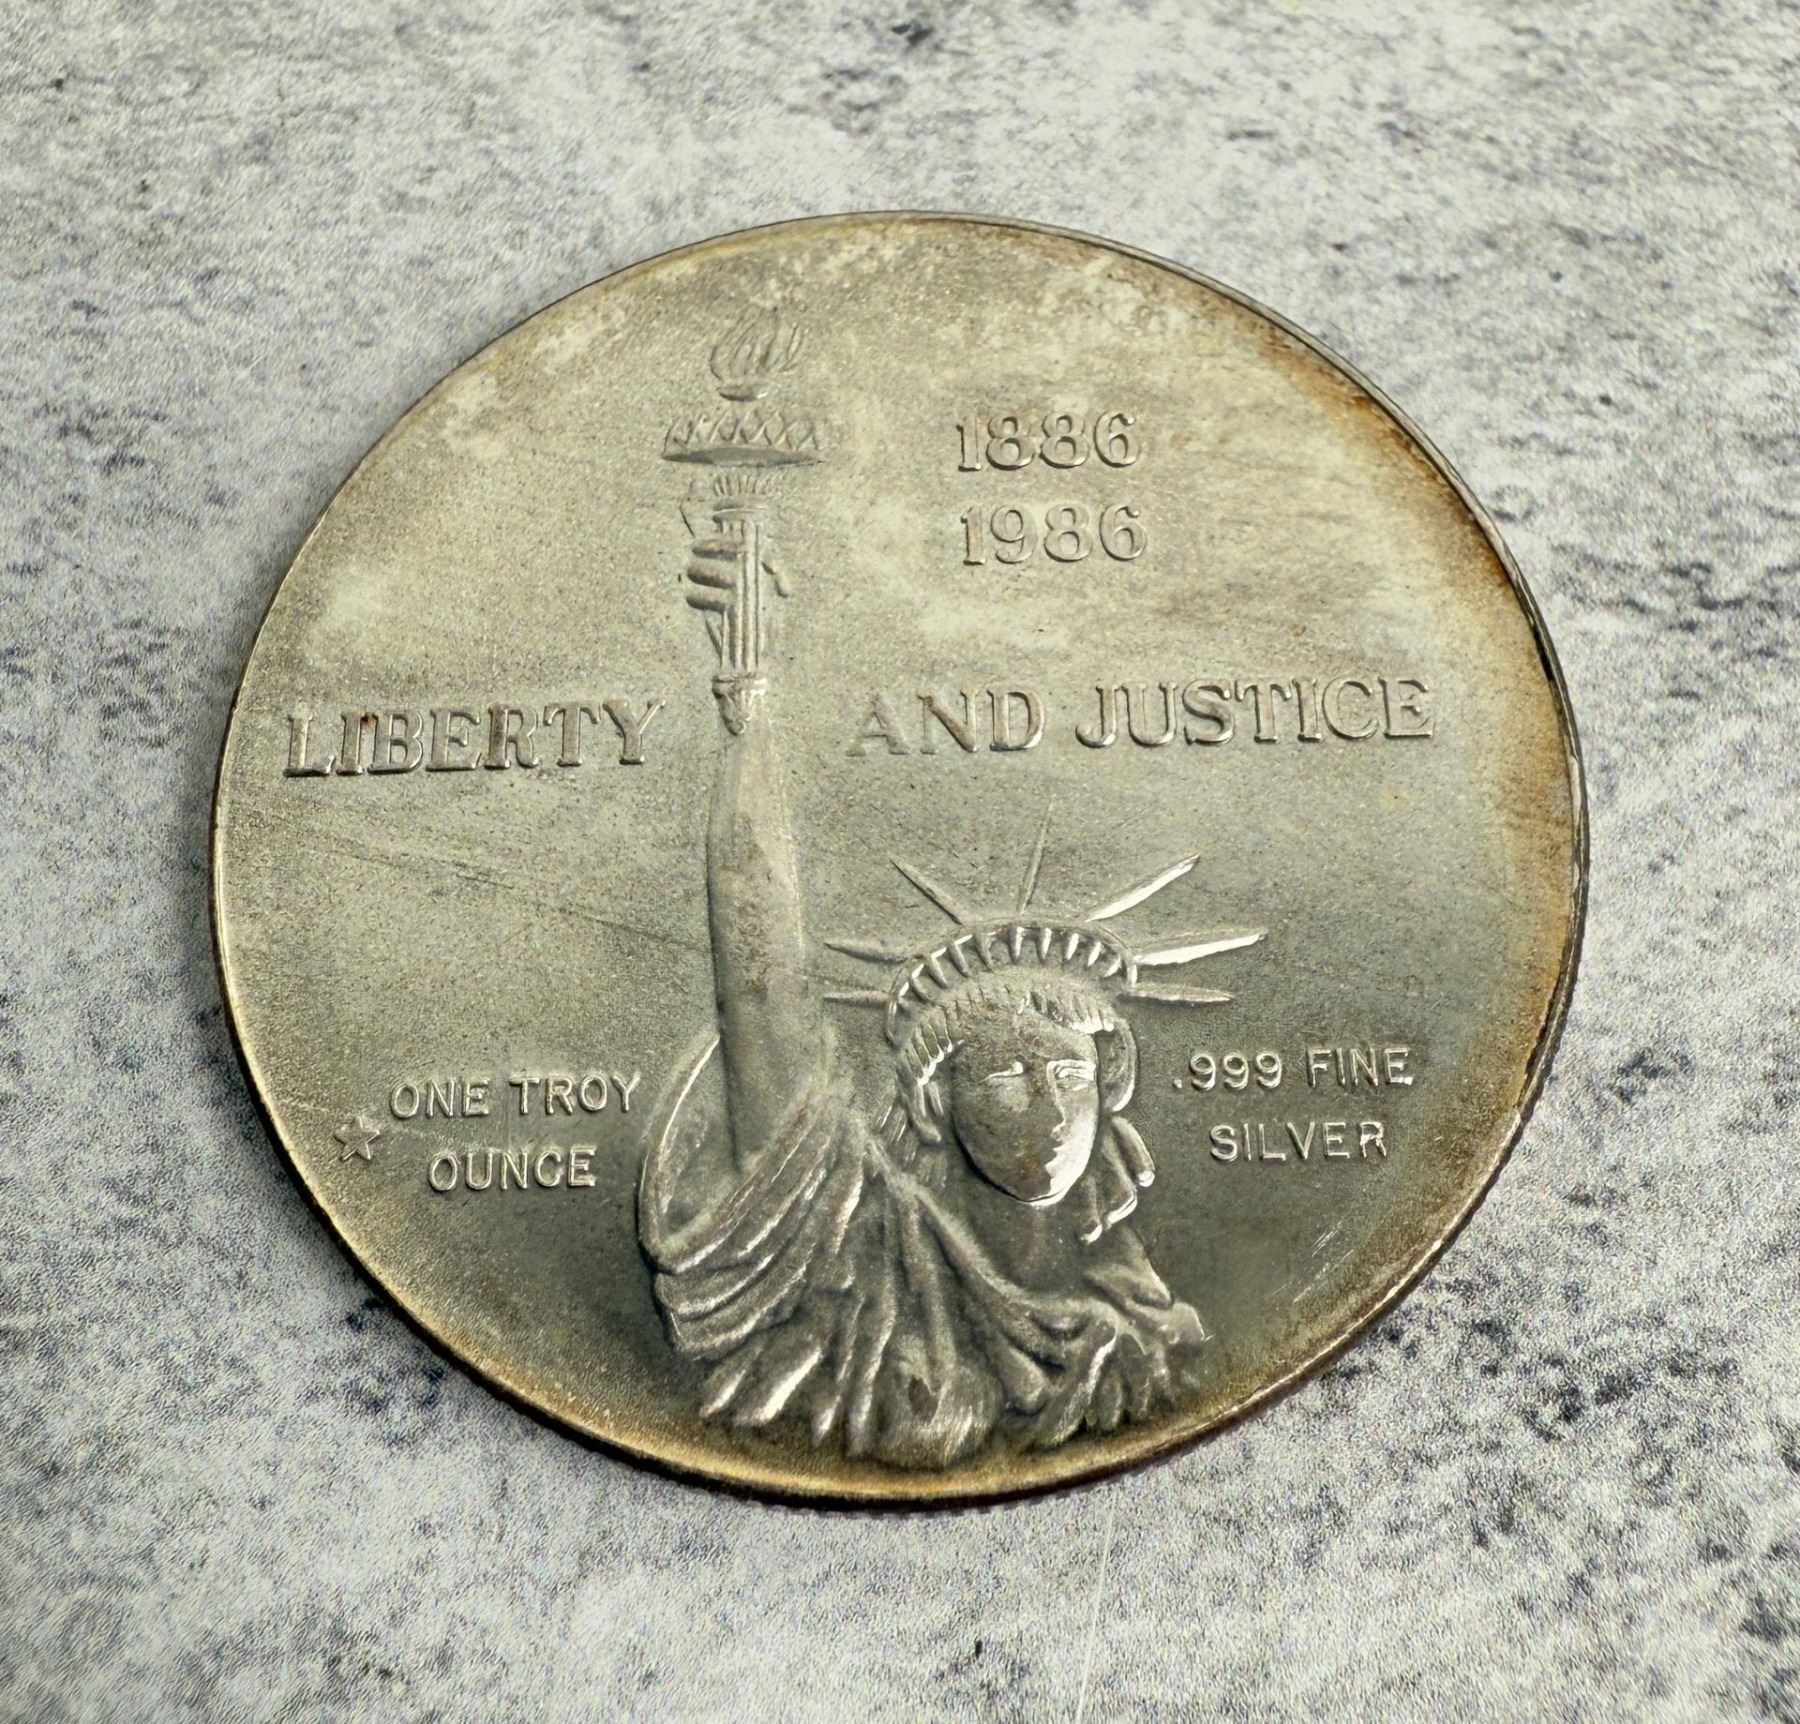 1886
1986
LIBERTY AND JUSTICE
ONE TROY
OUNCE
.999 FINE
SILVER